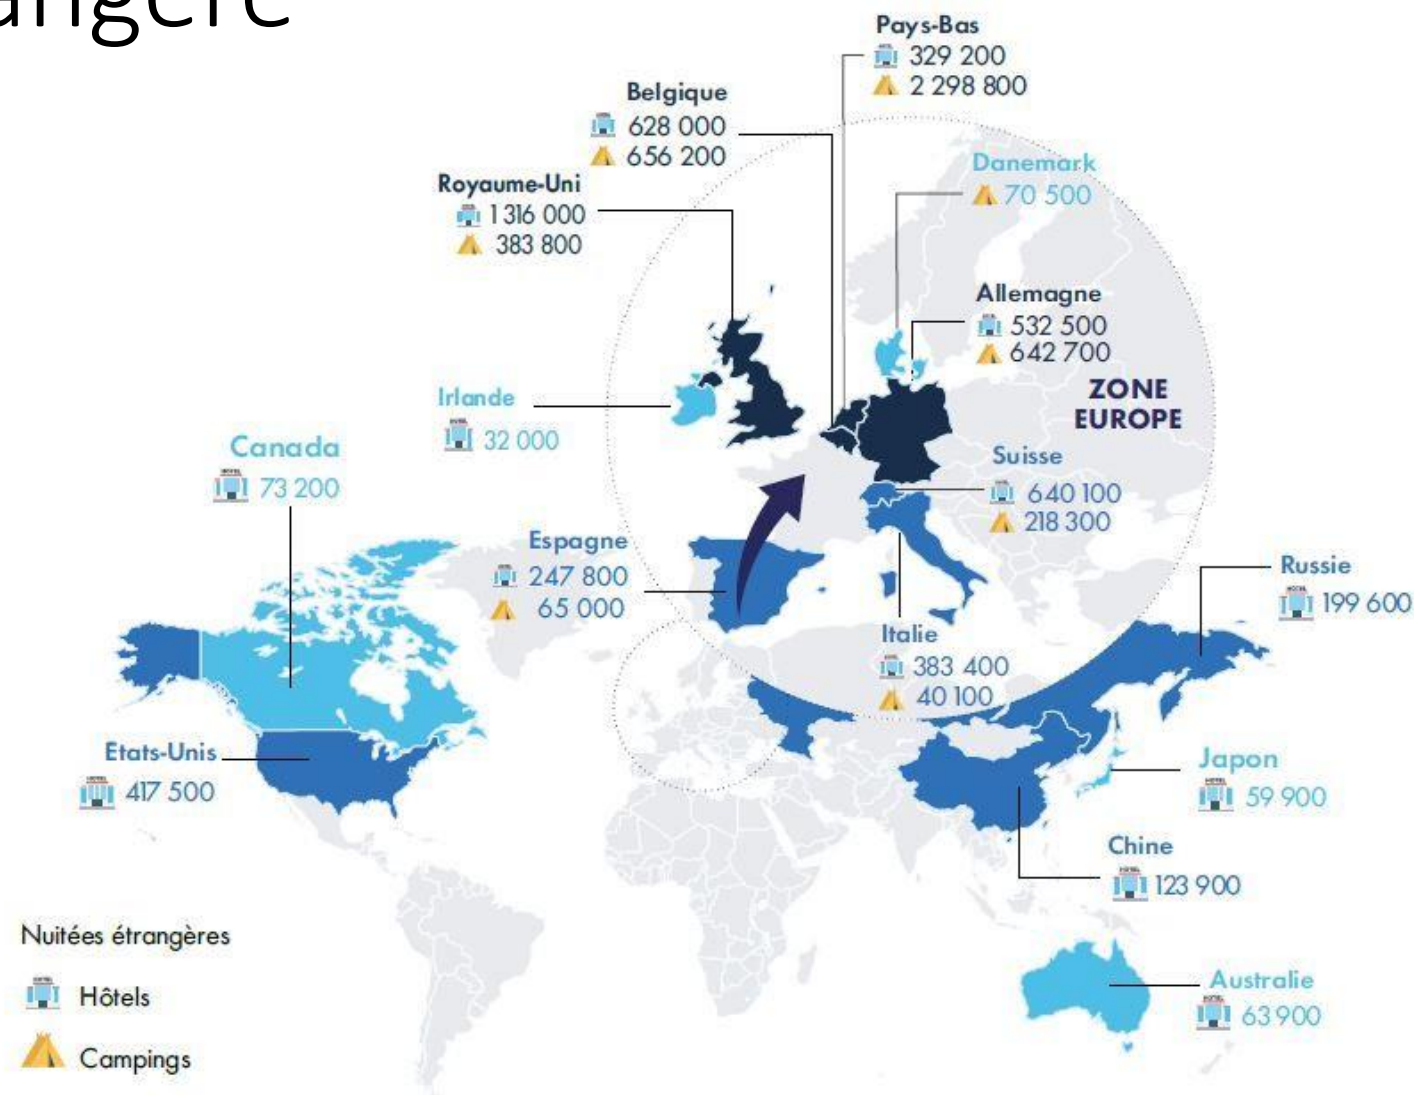 Pays-Bas
329 200
2 298 800
Belgique
628 000
656 200
Royaume-Uni
1 316 000
383 800
Danemark
70 500
Allemagne
532 500
642 700
ZONE
EUROPE
Irlande
32 000
Canada
73 200
Suisse
640 100
218 300
Espagne
247 800
65 000
Russie
199 600
Italie
383 400
40 100
Etats-Unis
417 500
Japon
59 900
Chine
123 900
Nuitées étrangères
Hôtels
Campings
Australie
63 900